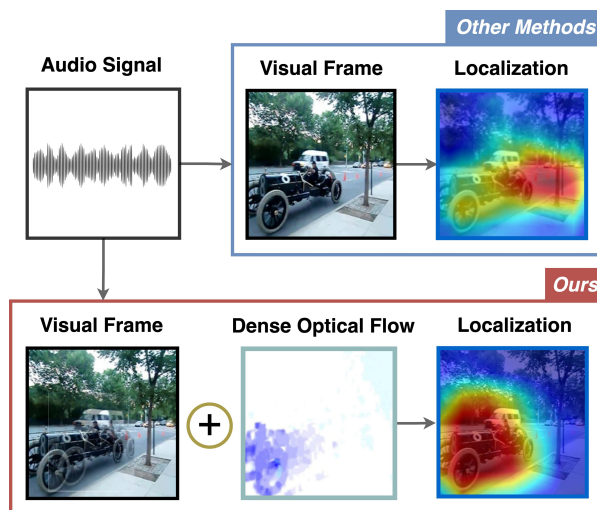 Other Methods
Audio Signal
Visual Frame
Localization
Ours
Visual Frame
Dense Optical Flow
Localization
+